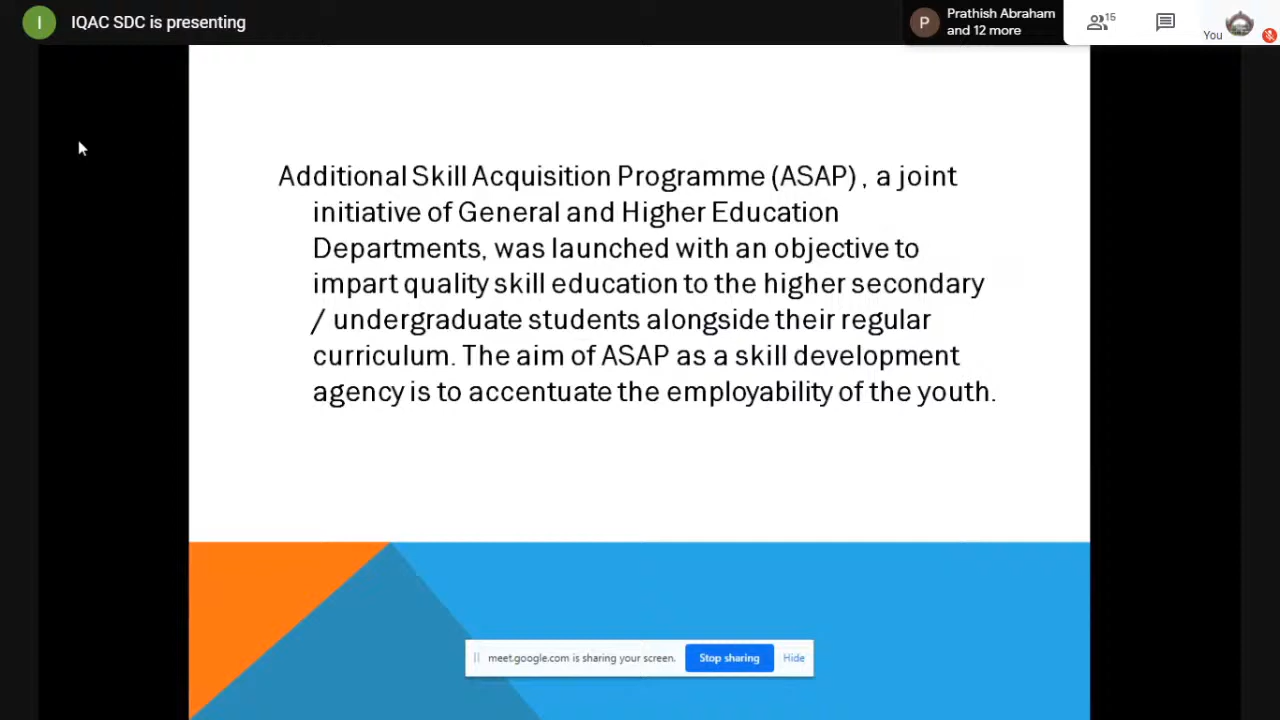 I IQAC SDC is presenting
P Prathish Abraham
and 12 more
15
You
Additional Skill Acquisition Programme (ASAP) , a joint
initiative of General and Higher Education
Departments, was launched with an objective to
impart quality skill education to the higher secondary
/ undergraduate students alongside their regular
curriculum. The aim of ASAP as a skill development
agency is to accentuate the employability of the youth.
meet.google.com is sharing your screen. Stop sharing Hide